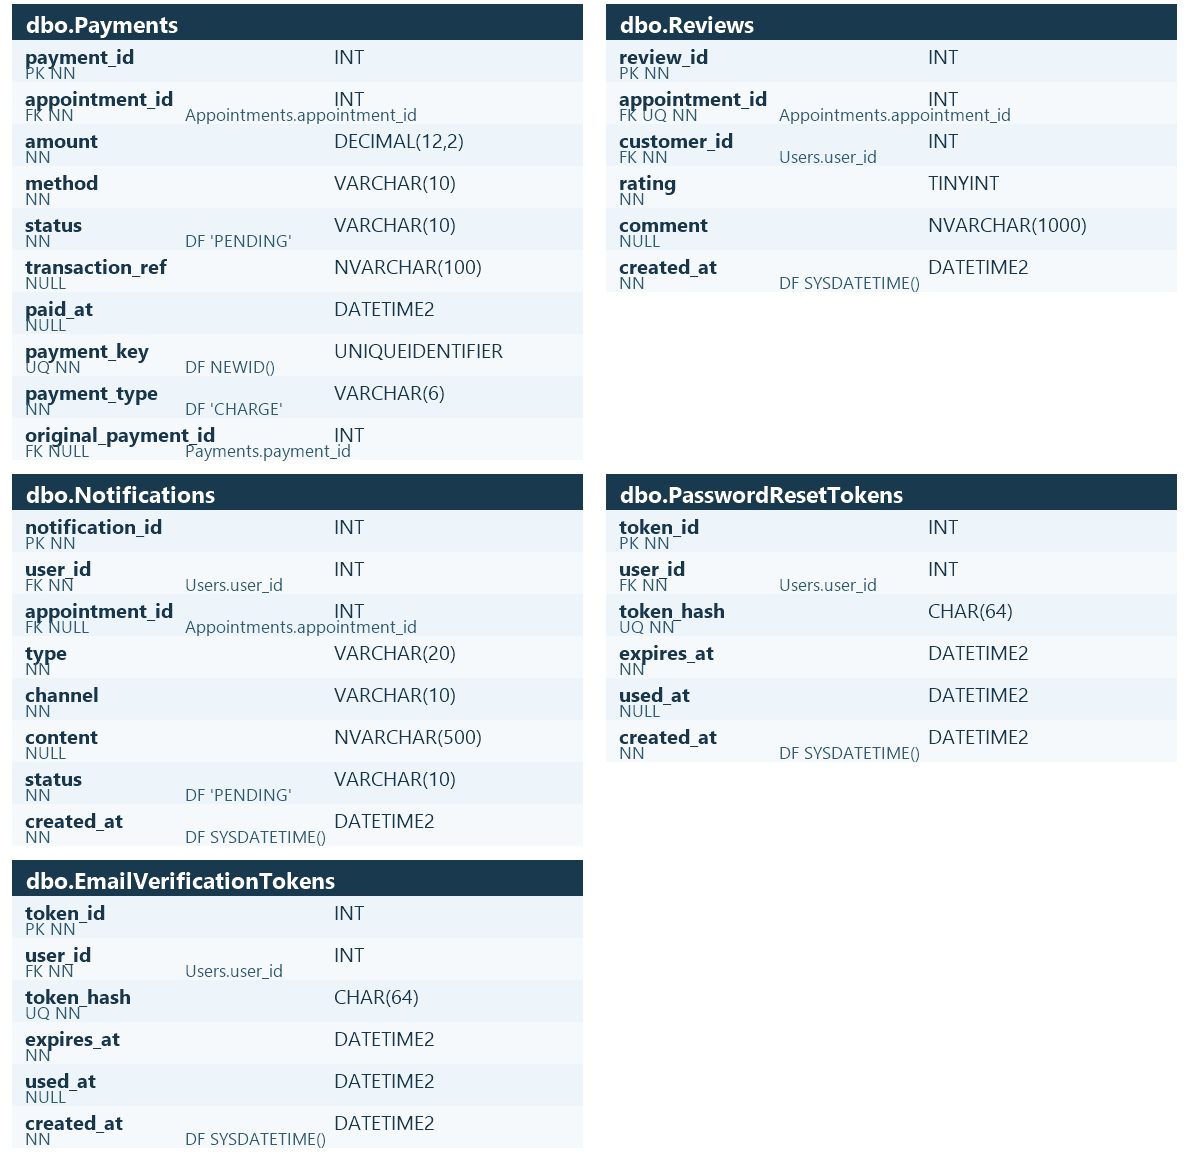 dbo.Payments
payment_id INT
PK NN
appointment_id INT
FK NN Appointments.appointment_id
amount DECIMAL(12,2)
NN
method VARCHAR(10)
NN
status VARCHAR(10)
NN DF 'PENDING'
transaction_ref NVARCHAR(100)
NULL
paid_at DATETIME2
NULL
payment_key UNIQUEIDENTIFIER
UQ NN DF NEWID()
payment_type VARCHAR(6)
NN DF 'CHARGE'
original_payment_id INT
FK NULL Payments.payment_id
dbo.Reviews
review_id INT
PK NN
appointment_id INT
FK UQ NN Appointments.appointment_id
customer_id INT
FK NN Users.user_id
rating TINYINT
NN
comment NVARCHAR(1000)
NULL
created_at DATETIME2
NN DF SYSDATETIME()
dbo.Notifications
notification_id INT
PK NN
user_id INT
FK NN Users.user_id
appointment_id INT
FK NULL Appointments.appointment_id
type VARCHAR(20)
NN
channel VARCHAR(10)
NN
content NVARCHAR(500)
NULL
status VARCHAR(10)
NN DF 'PENDING'
created_at DATETIME2
NN DF SYSDATETIME()
dbo.PasswordResetTokens
token_id INT
PK NN
user_id INT
FK NN Users.user_id
token_hash CHAR(64)
UQ NN
expires_at DATETIME2
NN
used_at DATETIME2
NULL
created_at DATETIME2
NN DF SYSDATETIME()
dbo.EmailVerificationTokens
token_id INT
PK NN
user_id INT
FK NN Users.user_id
token_hash CHAR(64)
UQ NN
expires_at DATETIME2
NN
used_at DATETIME2
NULL
created_at DATETIME2
NN DF SYSDATETIME()